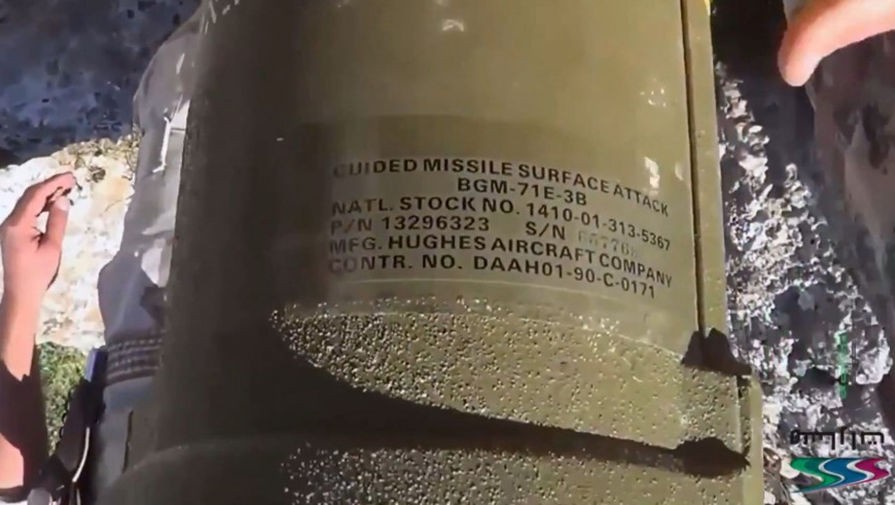 GUIDED MISSILE SURFACE ATTACK
BGM-71E-3B
NATL. STOCK NO. 1410-01-313-5367
P/N 13296323 S/N
MFG. HUGHES AIRCRAFT COMPANY
CONTR. NO. DAAH01-90-C-0171